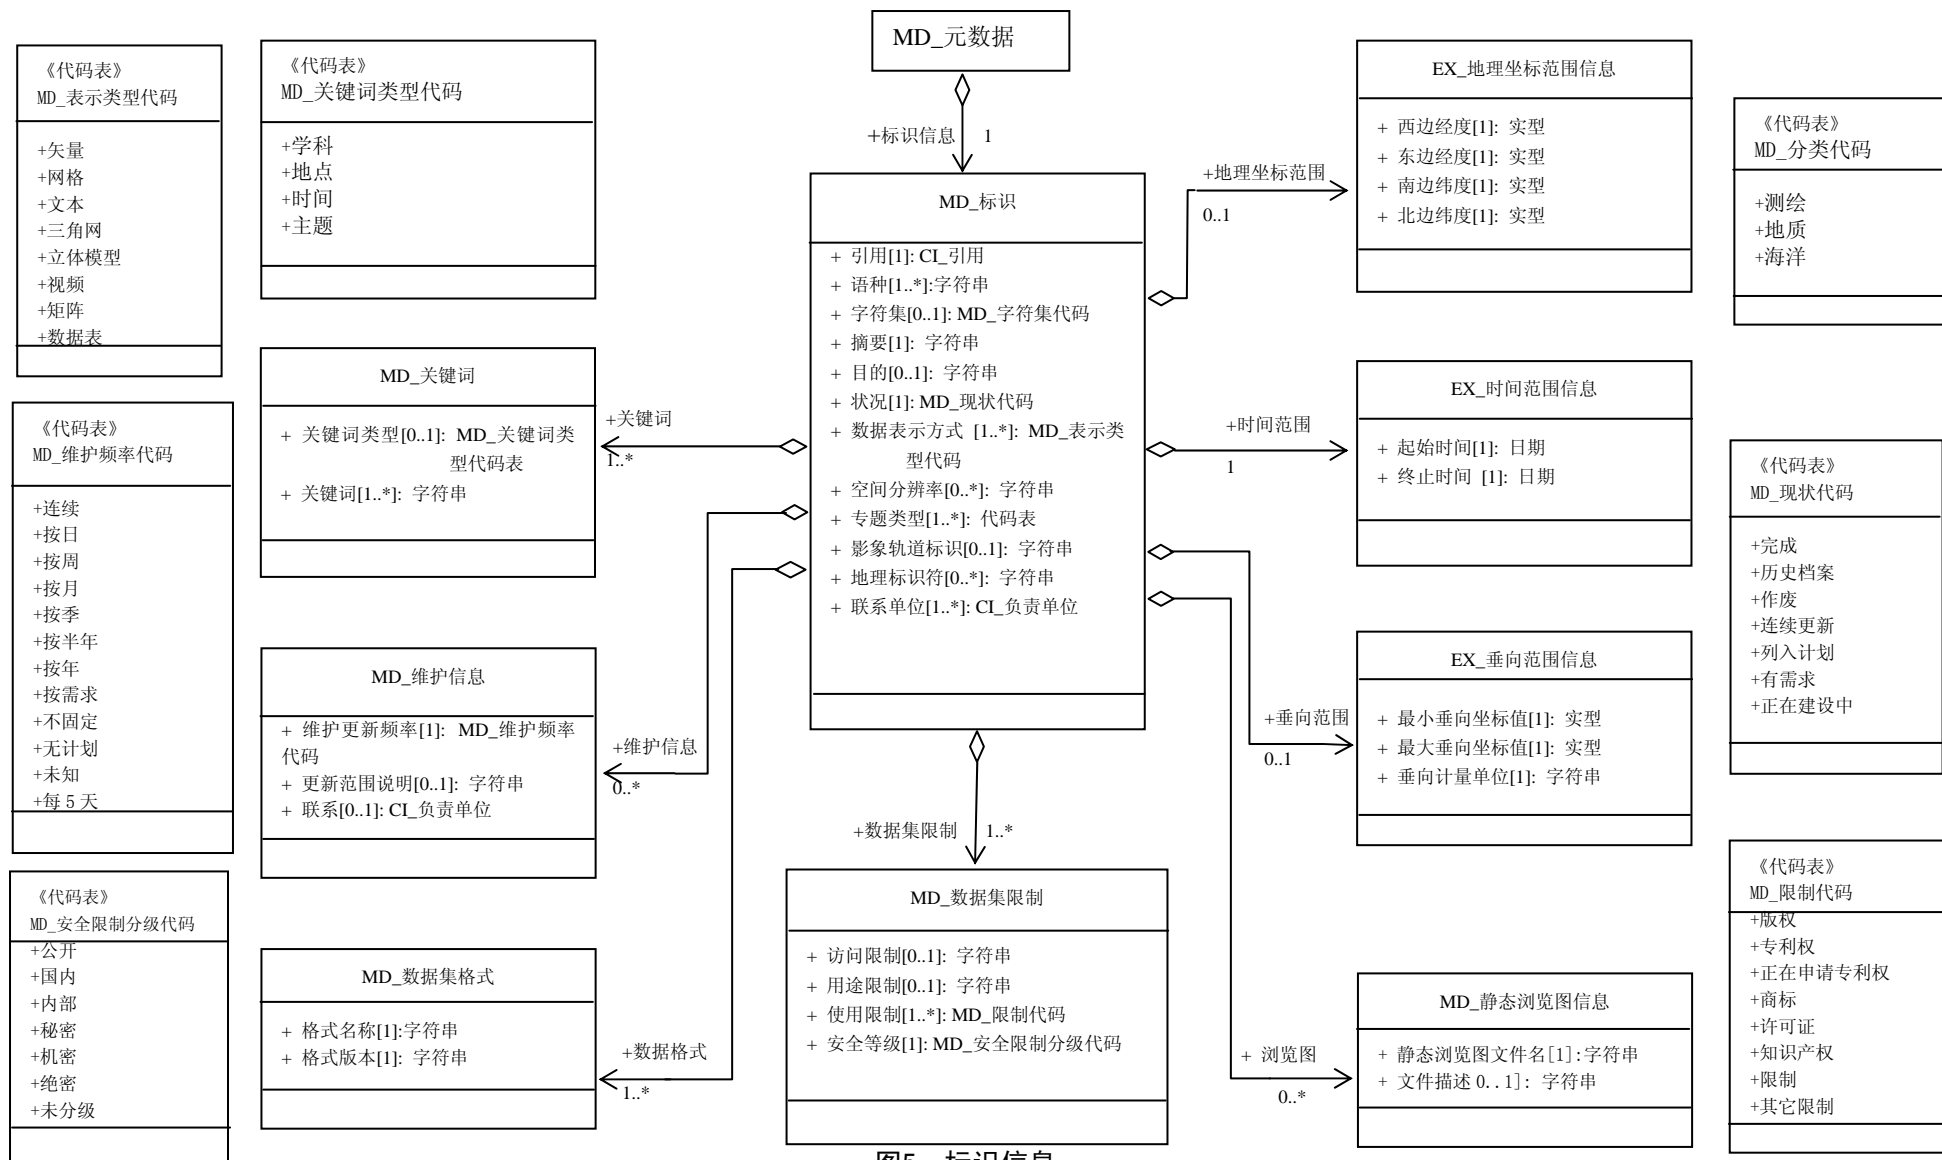 MD_元数据
+标识信息 1
《代码表》
MD_表示类型代码
+矢量
+网格
+文本
+三角网
+立体模型
+视频
+矩阵
+数据表
《代码表》
MD_关键词类型代码
+学科
+地点
+时间
+主题
《代码表》
MD_维护频率代码
+连续
+按日
+按周
+按月
+按季
+按半年
+按年
+按需求
+不固定
+无计划
+未知
+每 5 天
《代码表》
MD_安全限制分级代码
+公开
+国内
+内部
+秘密
+机密
+绝密
+未分级
MD_关键词
+ 关键词类型[0..1]: MD_关键词类
型代码表
+ 关键词[1..*]: 字符串
+关键词
1..*
MD_维护信息
+ 维护更新频率[1]: MD_维护频率
代码
+ 更新范围说明[0..1]: 字符串
+ 联系[0..1]: CI_负责单位
+维护信息
0..*
MD_数据集格式
+ 格式名称[1]:字符串
+ 格式版本[1]: 字符串
+数据格式
1..*
MD_标识
+ 引用[1]: CI_引用
+ 语种[1..*]:字符串
+ 字符集[0..1]: MD_字符集代码
+ 摘要[1]: 字符串
+ 目的[0..1]: 字符串
+ 状况[1]: MD_现状代码
+ 数据表示方式 [1..*]: MD_表示类
型代码
+ 空间分辨率[0..*]: 字符串
+ 专题类型[1..*]: 代码表
+ 影象轨道标识[0..1]: 字符串
+ 地理标识符[0..*]: 字符串
+ 联系单位[1..*]: CI_负责单位
+数据集限制 1..*
MD_数据集限制
+ 访问限制[0..1]: 字符串
+ 用途限制[0..1]: 字符串
+ 使用限制[1..*]: MD_限制代码
+ 安全等级[1]: MD_安全限制分级代码
+地理坐标范围
0..1
EX_地理坐标范围信息
+ 西边经度[1]: 实型
+ 东边经度[1]: 实型
+ 南边纬度[1]: 实型
+ 北边纬度[1]: 实型
+时间范围
1
EX_时间范围信息
+ 起始时间[1]: 日期
+ 终止时间 [1]: 日期
+垂向范围
0..1
EX_垂向范围信息
+ 最小垂向坐标值[1]: 实型
+ 最大垂向坐标值[1]: 实型
+ 垂向计量单位[1]: 字符串
+ 浏览图
0..*
MD_静态浏览图信息
+ 静态浏览图文件名[1]:字符串
+ 文件描述 0..1]: 字符串
《代码表》
MD_分类代码
+测绘
+地质
+海洋
《代码表》
MD_现状代码
+完成
+历史档案
+作废
+连续更新
+列入计划
+有需求
+正在建设中
《代码表》
MD_限制代码
+版权
+专利权
+正在申请专利权
+商标
+许可证
+知识产权
+限制
+其它限制
图5 标识信息